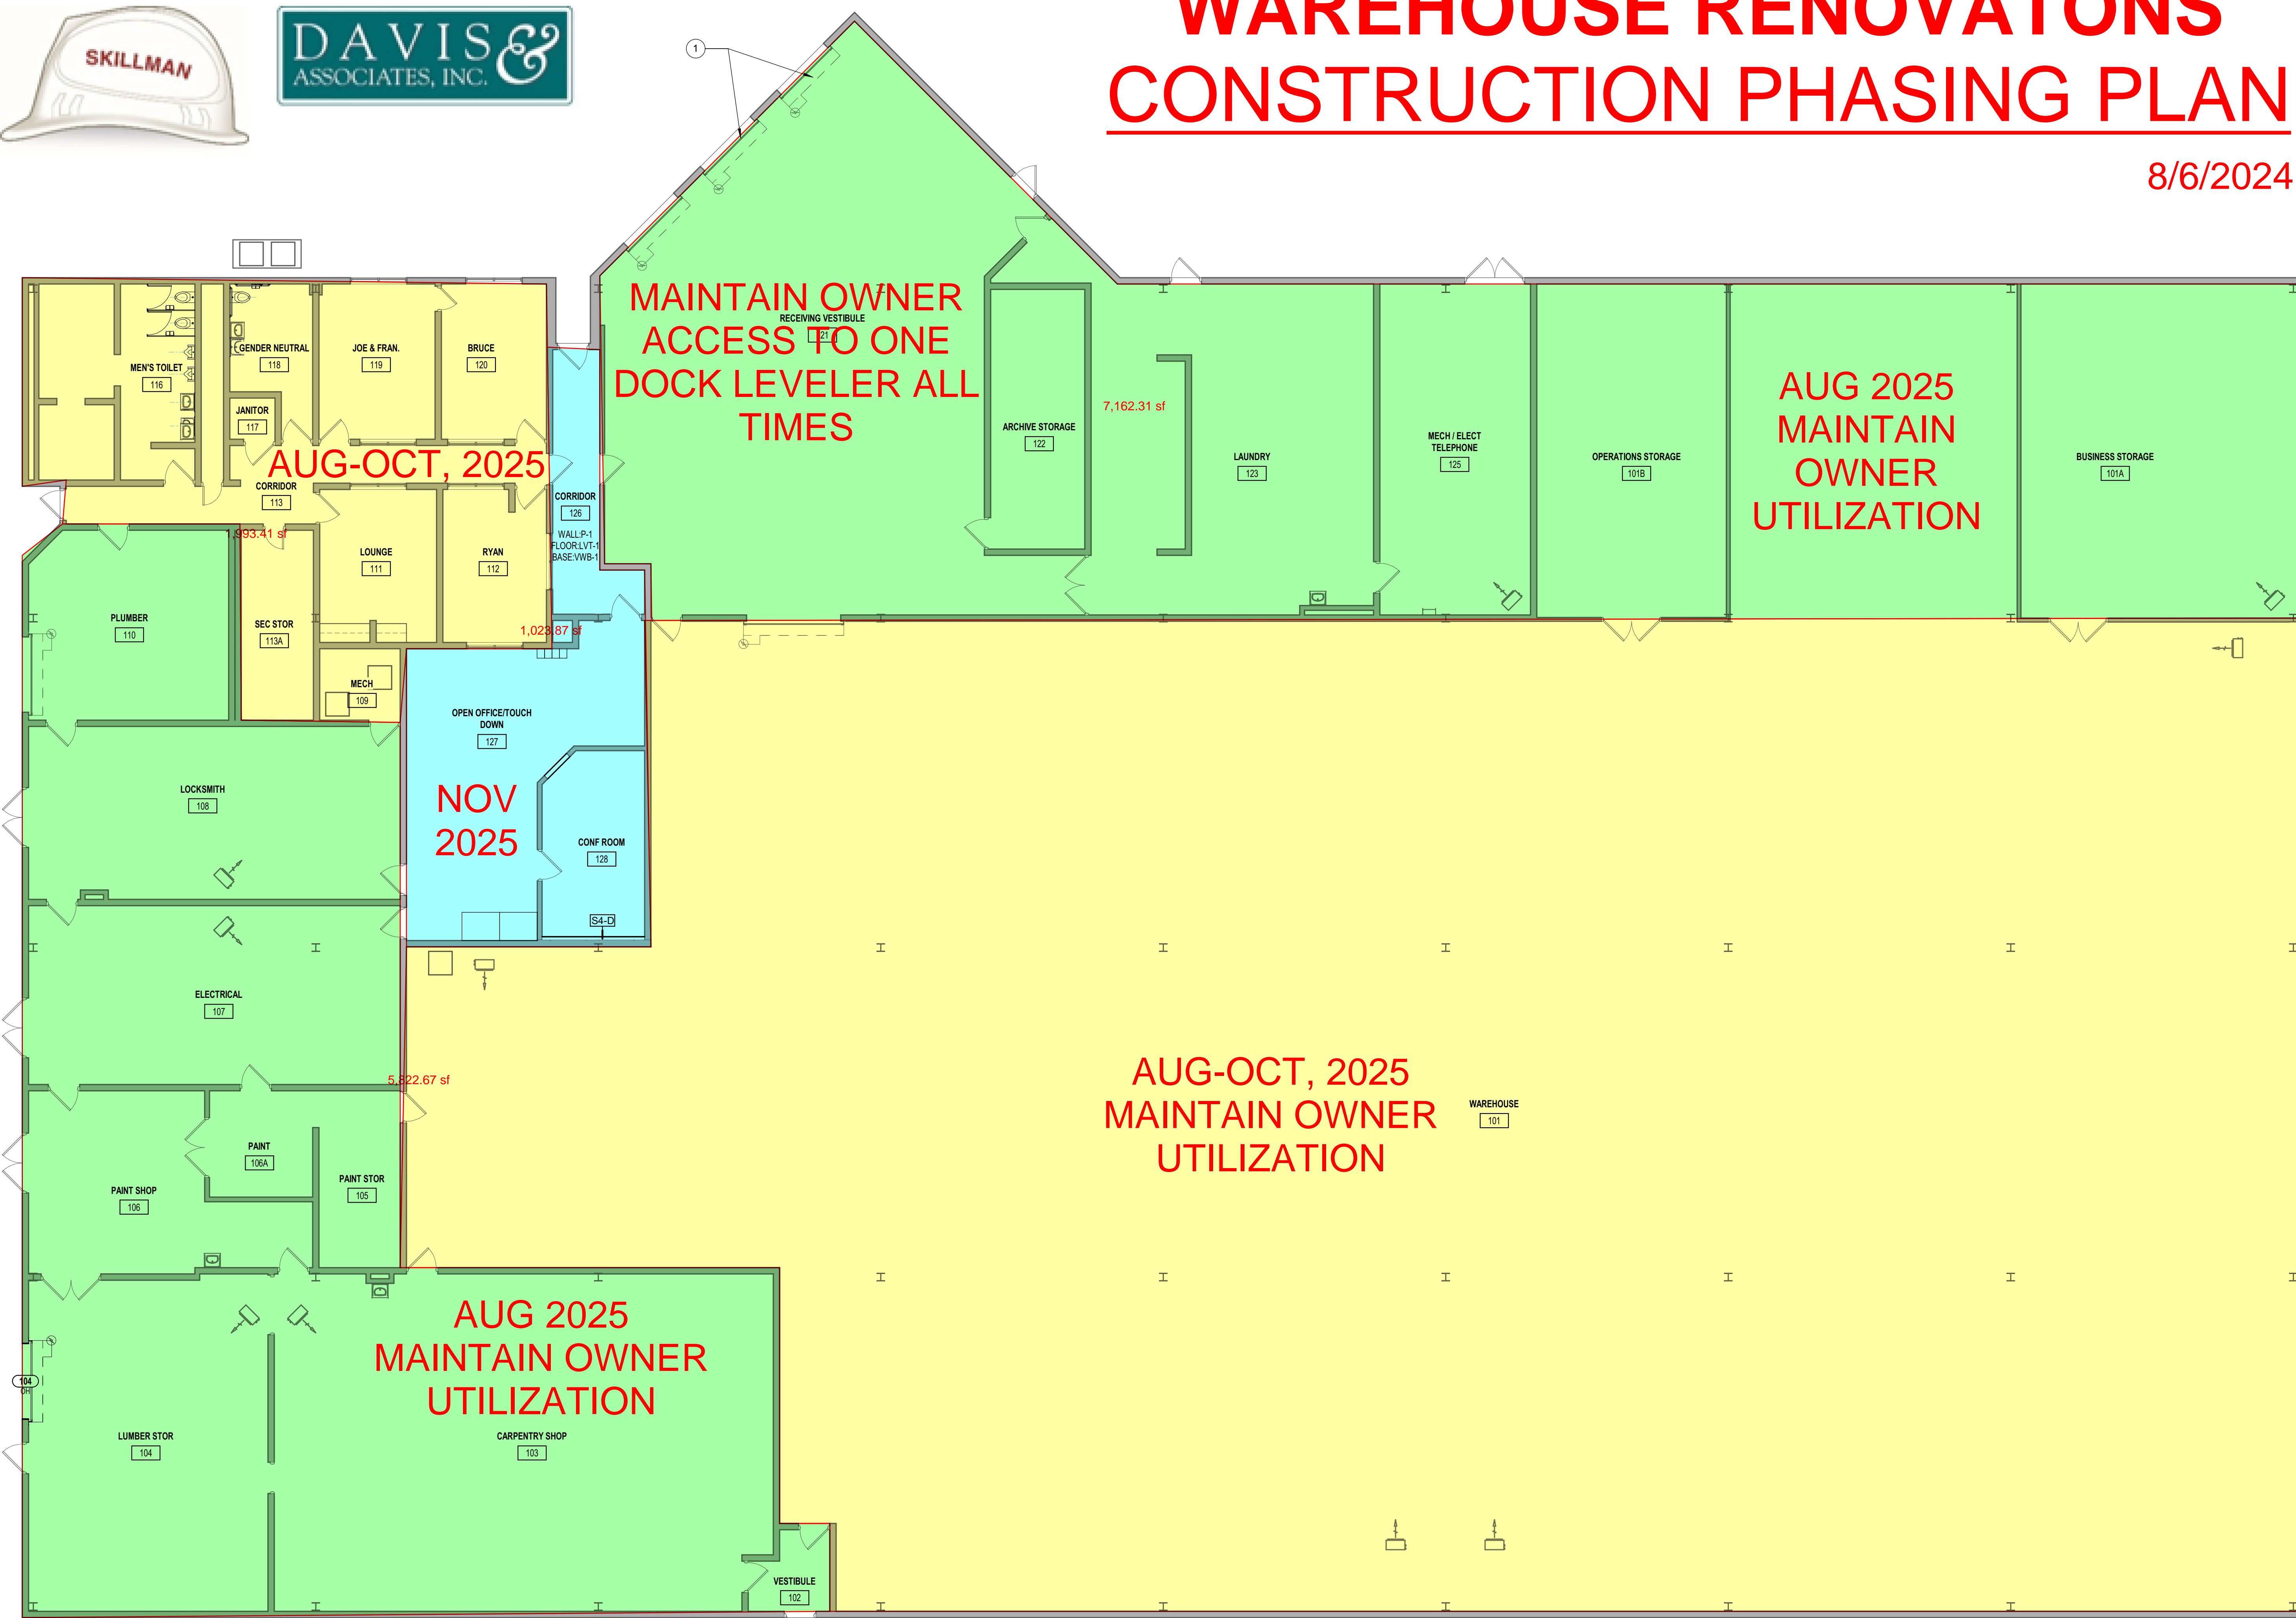 WAREHOUSE RENOVATONS
CONSTRUCTION PHASING PLAN
8/6/2024
SKILLMAN
DAVIS &
ASSOCIATES, INC.
1
MAINTAIN OWNER
ACCESS TO ONE
DOCK LEVELER ALL
TIMES
RECEIVING VESTIBULE
121
MEN'S TOILET
116
GENDER NEUTRAL
118
JOE & FRAN.
119
BRUCE
120
JANITOR
117
AUG-OCT, 2025
CORRIDOR
113
1,993.41 sf
CORRIDOR
126
WALL:P-1
FLOOR:LVT-1
BASE:VWB-1
ARCHIVE STORAGE
122
7,162.31 sf
LAUNDRY
123
MECH / ELECT
TELEPHONE
125
OPERATIONS STORAGE
101B
AUG 2025
MAINTAIN
OWNER
UTILIZATION
BUSINESS STORAGE
101A
LOUNGE
111
RYAN
112
PLUMBER
110
SEC STOR
113A
1,023.87 sf
MECH
109
OPEN OFFICE/TOUCH
DOWN
127
NOV
2025
CONF ROOM
128
S4-D
LOCKSMITH
108
ELECTRICAL
107
5,822.67 sf
AUG-OCT, 2025
MAINTAIN OWNER
UTILIZATION
WAREHOUSE
101
PAINT
106A
PAINT STOR
105
PAINT SHOP
106
AUG 2025
MAINTAIN OWNER
UTILIZATION
104
OH
LUMBER STOR
104
CARPENTRY SHOP
103
VESTIBULE
102